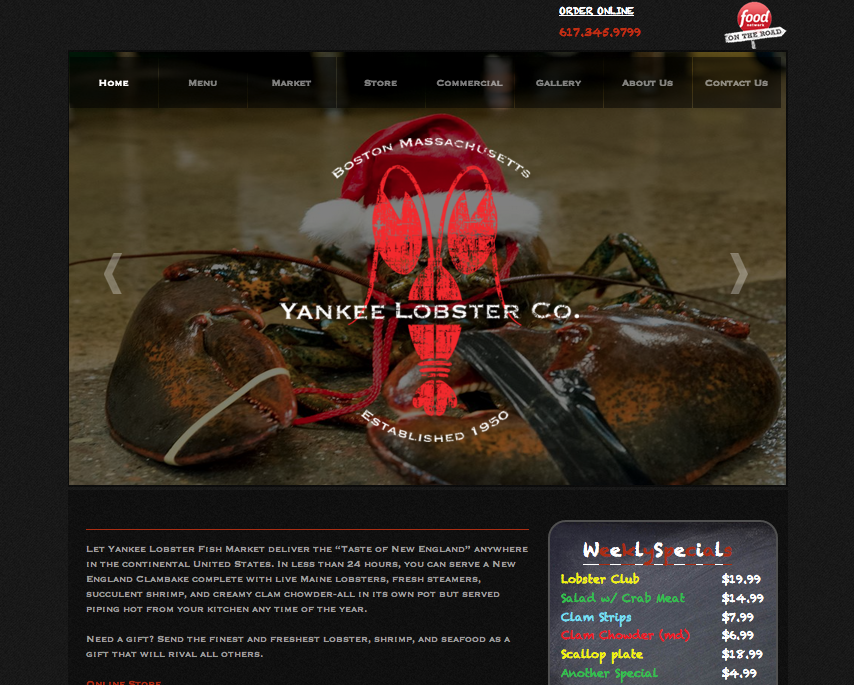 ORDER ONLINE
617.345.9799
food
network
ON THE ROAD
HOME MENU MARKET STORE COMMERCIAL GALLERY ABOUT US CONTACT US
BOSTON MASSACHUSETTS
YANKEE LOBSTER CO.
ESTABLISHED 1950
LET YANKEE LOBSTER FISH MARKET DELIVER THE “TASTE OF NEW ENGLAND” ANYWHERE
IN THE CONTINENTAL UNITED STATES. IN LESS THAN 24 HOURS, YOU CAN SERVE A NEW
ENGLAND CLAMBAKE COMPLETE WITH LIVE MAINE LOBSTERS, FRESH STEAMERS,
SUCCULENT SHRIMP, AND CREAMY CLAM CHOWDER-ALL IN ITS OWN POT BUT SERVED
PIPING HOT FROM YOUR KITCHEN ANY TIME OF THE YEAR.
NEED A GIFT? SEND THE FINEST AND FRESHEST LOBSTER, SHRIMP, AND SEAFOOD AS A
GIFT THAT WILL RIVAL ALL OTHERS.
ONLINE STORE
Weekly Specials
Lobster Club $19.99
Salad w/ Crab Meat $14.99
Clam Strips $7.99
Clam Chowder (md) $6.99
Scallop plate $18.99
Another Special $4.99